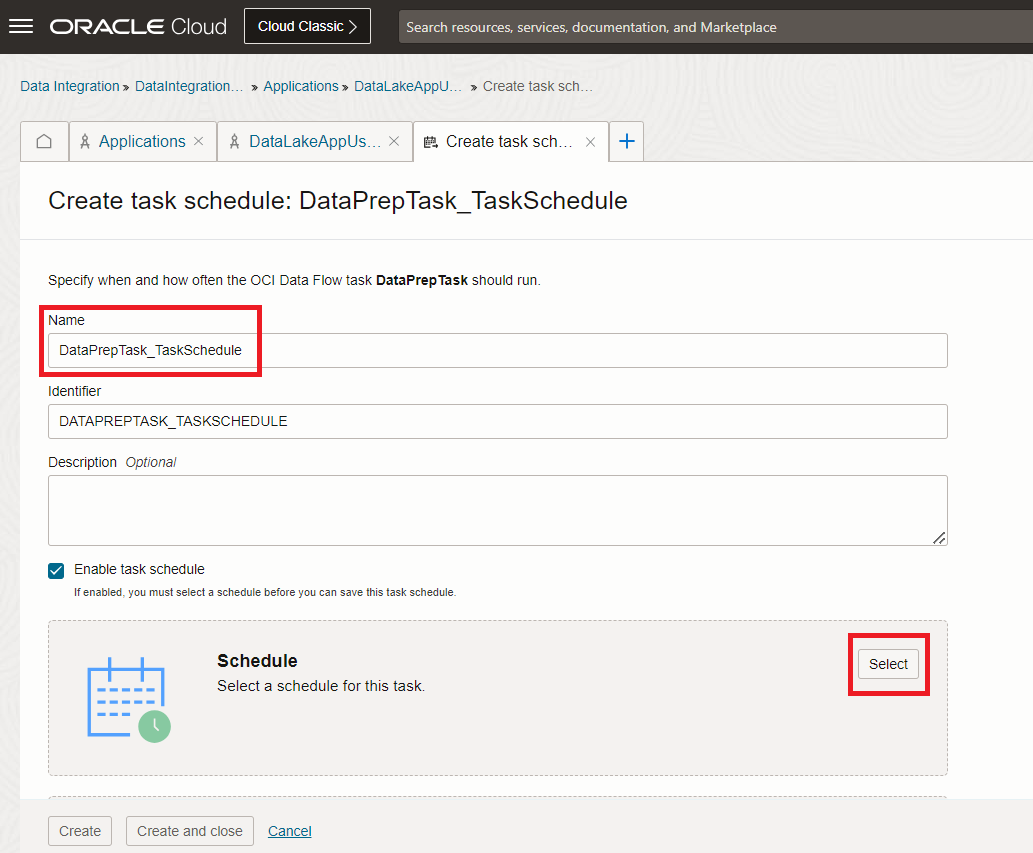 ORACLE Cloud Cloud Classic Search resources, services, documentation, and Marketplace
Data Integration » DataIntegration… » Applications » DataLakeAppU… » Create task sch…
Applications DataLakeAppUs… Create task sch…
Create task schedule: DataPrepTask_TaskSchedule
Specify when and how often the OCI Data Flow task DataPrepTask should run.
Name
DataPrepTask_TaskSchedule
Identifier
DATAPREPTASK_TASKSCHEDULE
Description Optional
Enable task schedule
If enabled, you must select a schedule before you can save this task schedule.
Schedule
Select
Select a schedule for this task.
Create Create and close Cancel